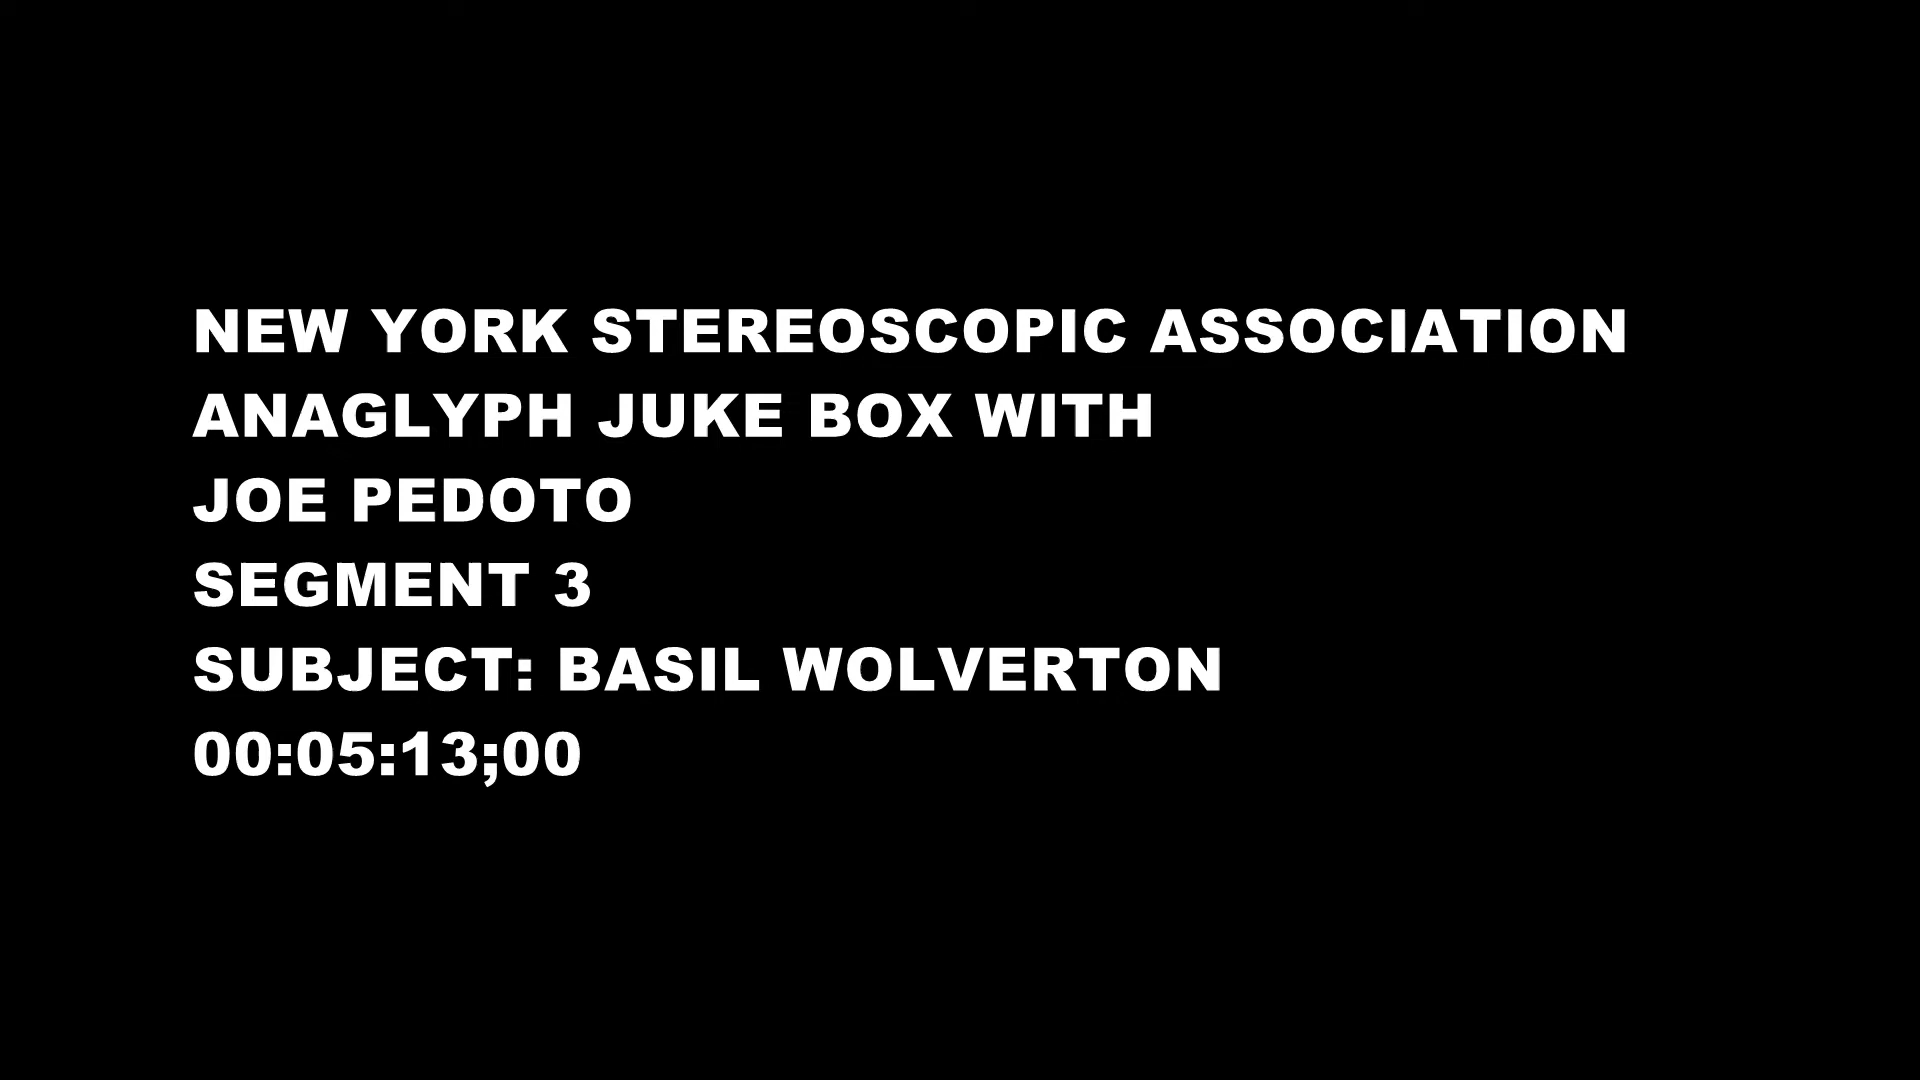 NEW YORK STEREOSCOPIC ASSOCIATION
ANAGLYPH JUKE BOX WITH
JOE PEDOTO
SEGMENT 3
SUBJECT: BASIL WOLVERTON
00:05:13;00